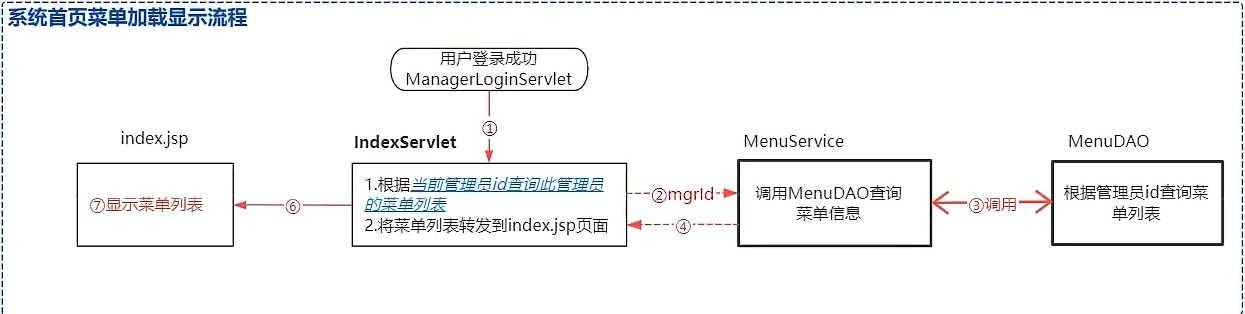 系统首页菜单加载显示流程
用户登录成功
ManagerLoginServlet
①
index.jsp
IndexServlet
MenuService
MenuDAO
⑦显示菜单列表
⑥
1.根据当前管理员id查询此管理员
的菜单列表
2.将菜单列表转发到index.jsp页面
②mgrId
④
调用MenuDAO查询
菜单信息
③调用
根据管理员id查询菜
单列表